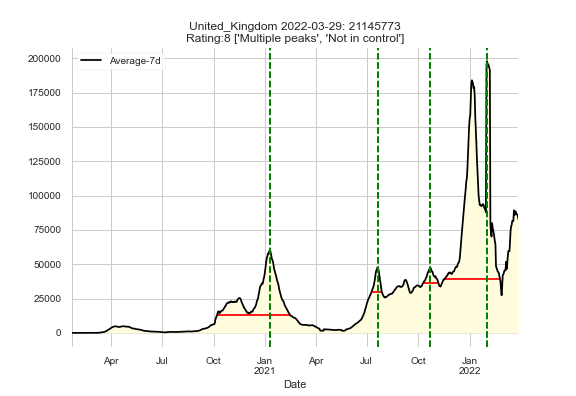 United_Kingdom 2022-03-29: 21145773
Rating:8 ['Multiple peaks', 'Not in control']
Average-7d
200000
175000
150000
125000
100000
75000
50000
25000
0
Apr Jul Oct Jan Apr Jul Oct Jan
2021 2022
Date